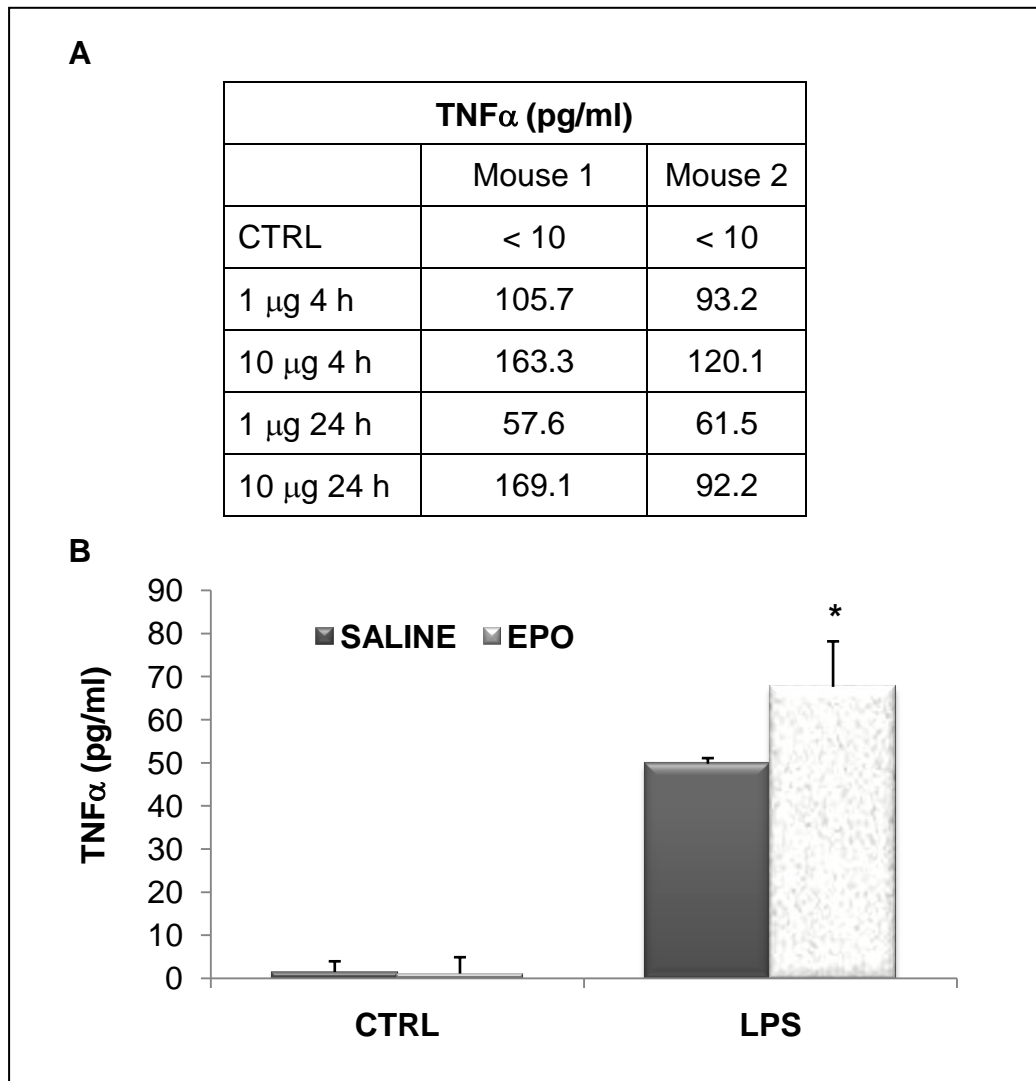 A
TNFα (pg/ml)
Mouse 1 Mouse 2
CTRL < 10 < 10
1 μg 4 h 105.7 93.2
10 μg 4 h 163.3 120.1
1 μg 24 h 57.6 61.5
10 μg 24 h 169.1 92.2
B
TNFα (pg/ml)
90
80
70
60
50
40
30
20
10
0
SALINE EPO
*
CTRL LPS